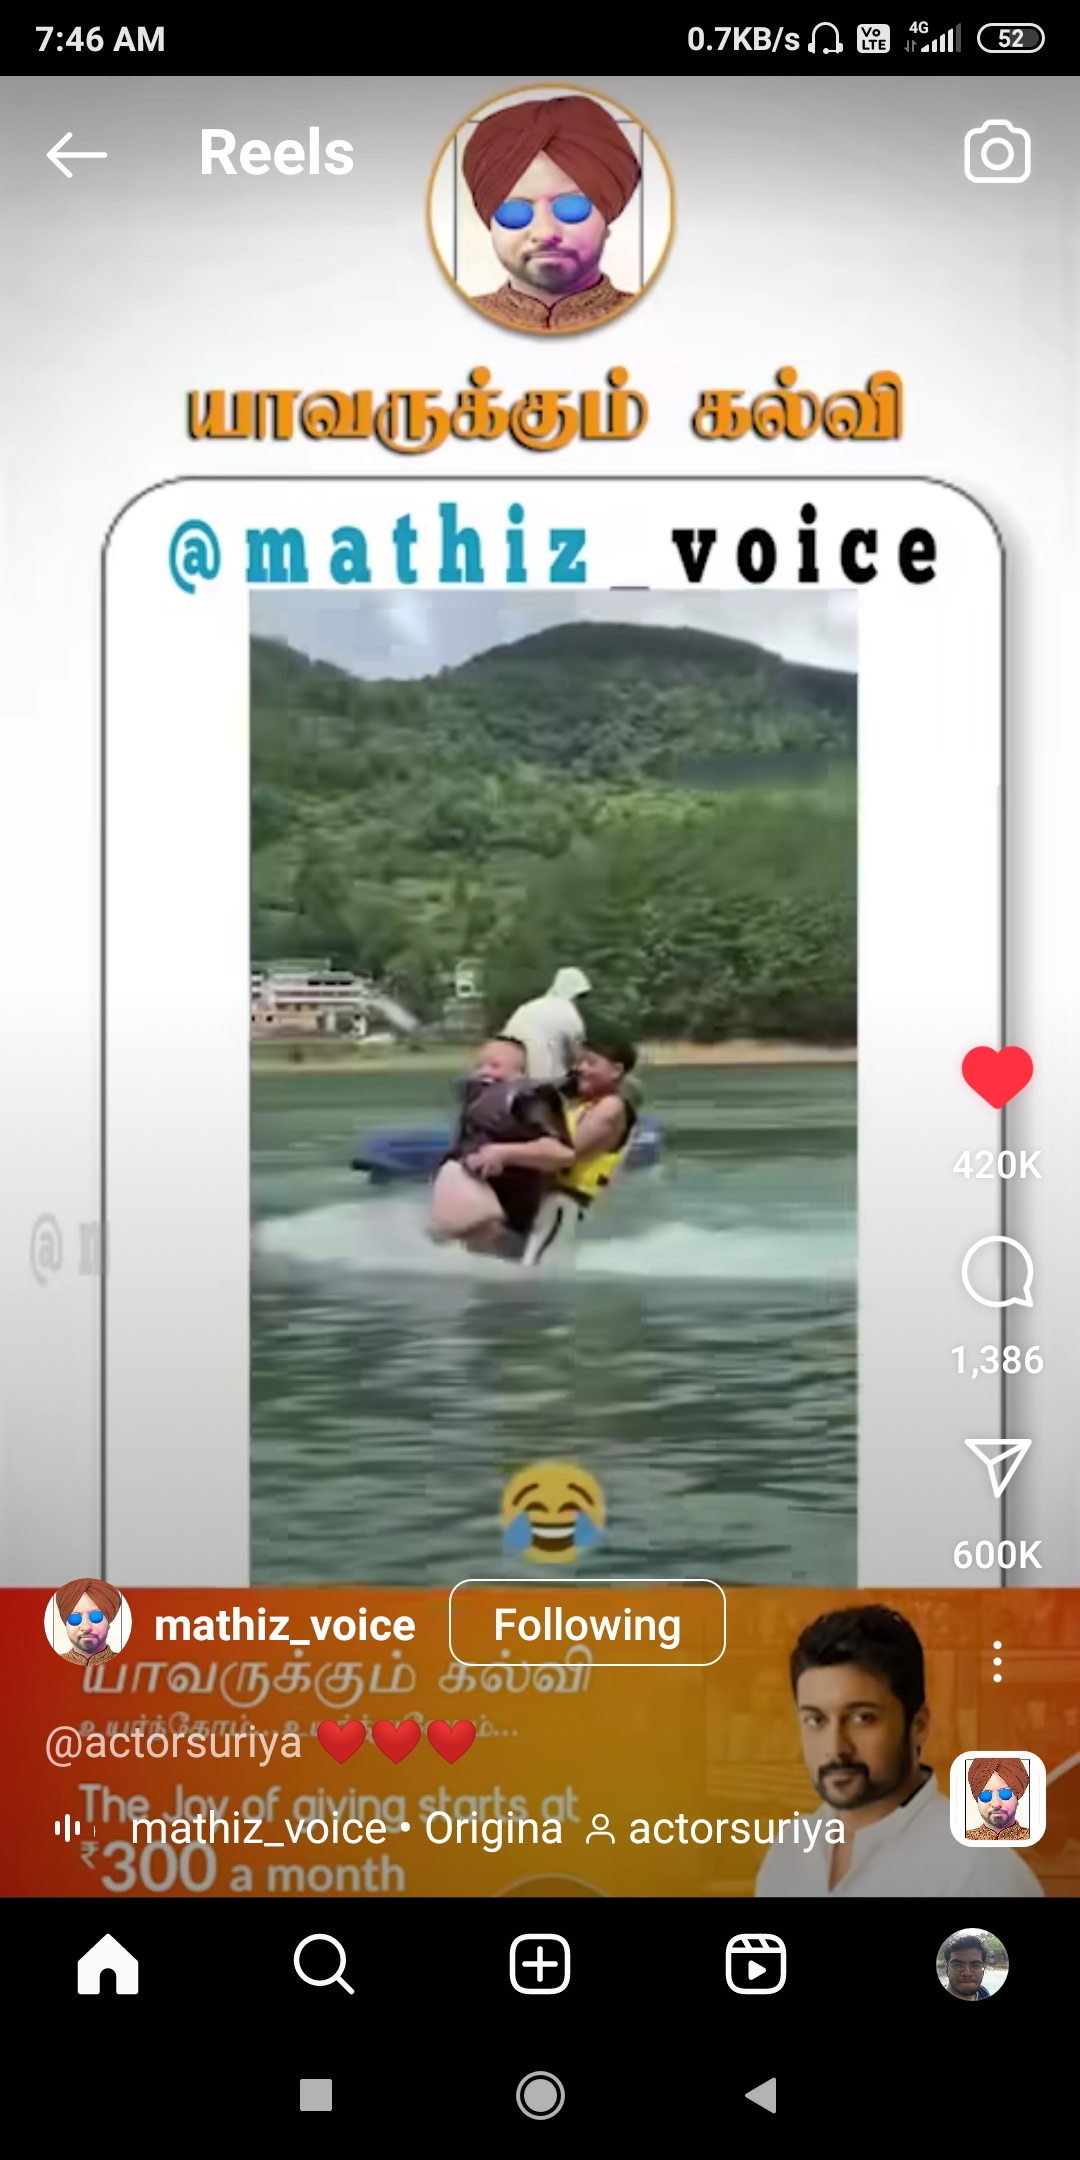 7:46 AM
0.7KB/s Vo LTE 4G 52
Reels
யாவருக்கும் கல்வி
@mathiz_voice
420K
@m
1,386
600K
mathiz_voice Following
யாவருக்கும் கல்வி
@actorsuriya ❤️❤️❤️
The Joy of giving starts at
mathiz_voice • Origina actorsuriya
₹300 a month